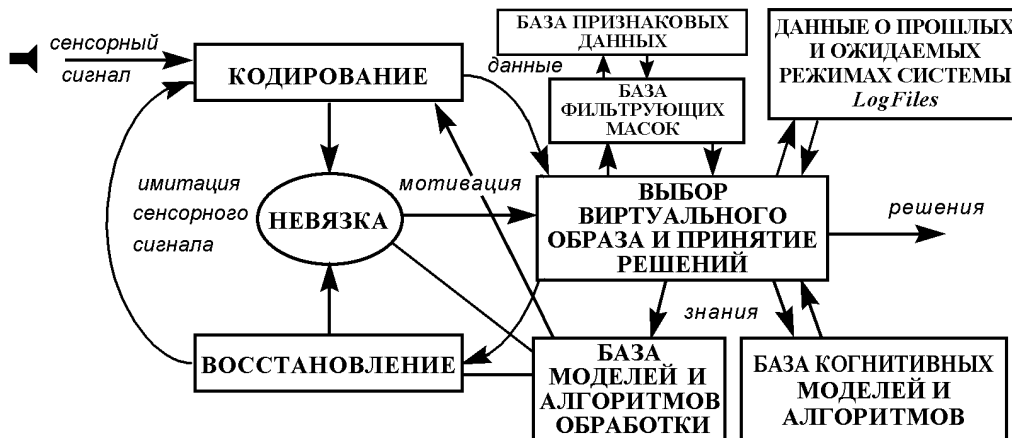 сенсорный
сигнал
КОДИРОВАНИЕ
данные
БАЗА ПРИЗНАКОВЫХ
ДАННЫХ
БАЗА
ФИЛЬТРУЮЩИХ
МАСОК
ДАННЫЕ О ПРОШЛЫХ
И ОЖИДАЕМЫХ
РЕЖИМАХ СИСТЕМЫ
LogFiles
имитация
сенсорного
сигнала
НЕВЯЗКА
мотивация
ВЫБОР
ВИРТУАЛЬНОГО
ОБРАЗА И ПРИНЯТИЕ
РЕШЕНИЙ
решения
знания
ВОССТАНОВЛЕНИЕ
БАЗА
МОДЕЛЕЙ И
АЛГОРИТМОВ
ОБРАБОТКИ
БАЗА КОГНИТИВНЫХ
МОДЕЛЕЙ И
АЛГОРИТМОВ